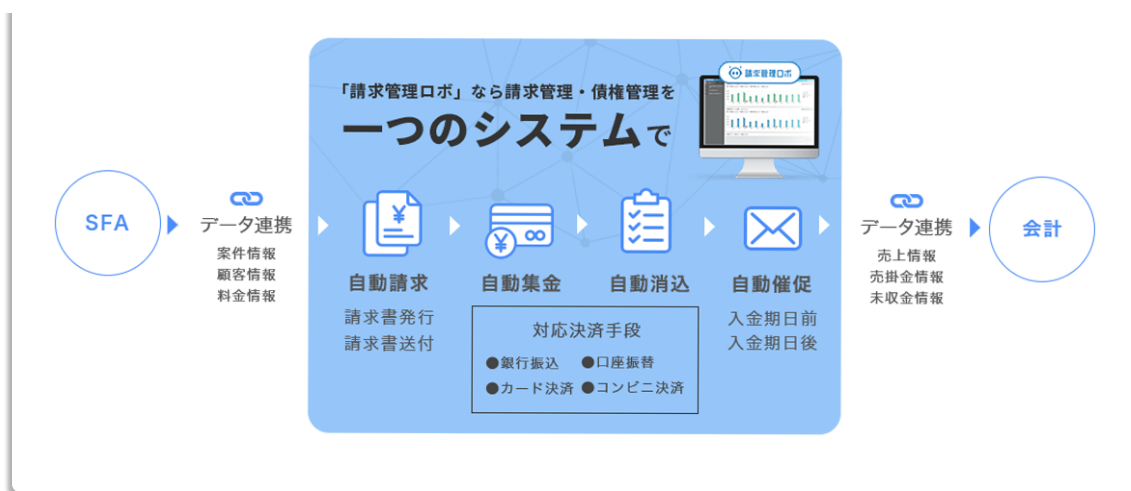 請求管理ロボ
「請求管理ロボ」なら請求管理・債権管理を
一つのシステムで
SFA
データ連携
案件情報
顧客情報
料金情報
自動請求
請求書発行
請求書送付
自動集金
自動消込
対応決済手段
●銀行振込 ●口座振替
●カード決済 ●コンビニ決済
自動催促
入金期日前
入金期日後
データ連携
売上情報
売掛金情報
未収金情報
会計